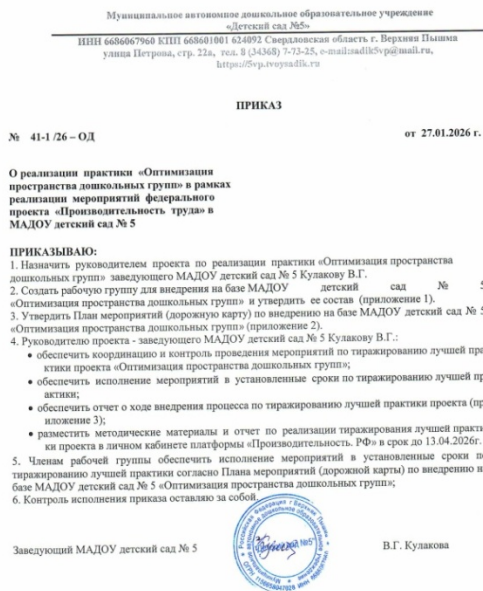 Муниципальное автономное дошкольное образовательное учреждение
«Детский сад №5»
ИНН 6686067960 КПП 668601001 624092 Свердловская область г. Верхняя Пышма
улица Петрова, стр. 22а, тел. 8 (34368) 7-73-25, e-mail:sadik5vp@mail.ru,
https://5vp.tvoysadik.ru
ПРИКАЗ
№ 41-1 /26 – ОД
от 27.01.2026 г.
О реализации практики «Оптимизация
пространства дошкольных групп» в рамках
реализации мероприятий федерального
проекта «Производительность труда» в
МАДОУ детский сад № 5
ПРИКАЗЫВАЮ:
1. Назначить руководителем проекта по реализации практики «Оптимизация пространства
дошкольных групп» заведующего МАДОУ детский сад № 5 Кулакову В.Г.
2. Создать рабочую группу для внедрения на базе МАДОУ детский сад № 5
«Оптимизация пространства дошкольных групп» и утвердить ее состав (приложение 1).
3. Утвердить План мероприятий (дорожную карту) по внедрению на базе МАДОУ детский сад № 5
«Оптимизация пространства дошкольных групп» (приложение 2).
4. Руководителю проекта - заведующего МАДОУ детский сад № 5 Кулакову В.Г.:
• обеспечить координацию и контроль проведения мероприятий по тиражированию лучшей пра
ктики проекта «Оптимизация пространства дошкольных групп»;
• обеспечить исполнение мероприятий в установленные сроки по тиражированию лучшей пр
актики;
• обеспечить отчет о ходе внедрения процесса по тиражированию лучшей практики проекта (пр
иложение 3);
• разместить методические материалы и отчет по реализации тиражирования лучшей практи
ки проекта в личном кабинете платформы «Производительность. РФ» в срок до 13.04.2026г.
5. Членам рабочей группы обеспечить исполнение мероприятий в установленные сроки по
тиражированию лучшей практики согласно Плана мероприятий (дорожной карты) по внедрению н
базе МАДОУ детский сад № 5 «Оптимизация пространства дошкольных групп»;
6. Контроль исполнения приказа оставляю за собой.
Заведующий МАДОУ детский сад № 5
В.Г. Кулакова